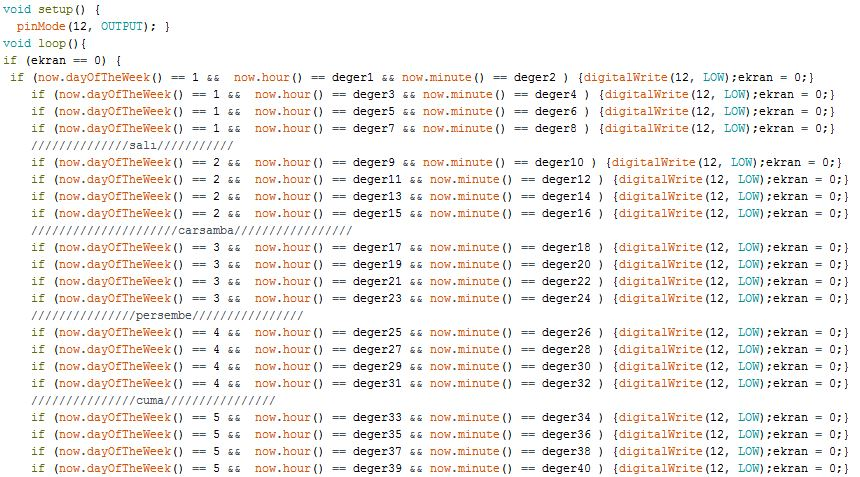 void setup() {
  pinMode(12, OUTPUT); }
void loop(){
if (ekran == 0) {
 if (now.dayOfTheWeek() == 1 &&  now.hour() == deger1 && now.minute() == deger2 ) {digitalWrite(12, LOW);ekran = 0;}
    if (now.dayOfTheWeek() == 1 &&  now.hour() == deger3 && now.minute() == deger4 ) {digitalWrite(12, LOW);ekran = 0;}
    if (now.dayOfTheWeek() == 1 &&  now.hour() == deger5 && now.minute() == deger6 ) {digitalWrite(12, LOW);ekran = 0;}
    if (now.dayOfTheWeek() == 1 &&  now.hour() == deger7 && now.minute() == deger8 ) {digitalWrite(12, LOW);ekran = 0;}
    //////////////salı///////////
    if (now.dayOfTheWeek() == 2 &&  now.hour() == deger9 && now.minute() == deger10 ) {digitalWrite(12, LOW);ekran = 0;}
    if (now.dayOfTheWeek() == 2 &&  now.hour() == deger11 && now.minute() == deger12 ) {digitalWrite(12, LOW);ekran = 0;}
    if (now.dayOfTheWeek() == 2 &&  now.hour() == deger13 && now.minute() == deger14 ) {digitalWrite(12, LOW);ekran = 0;}
    if (now.dayOfTheWeek() == 2 &&  now.hour() == deger15 && now.minute() == deger16 ) {digitalWrite(12, LOW);ekran = 0;}
    /////////////////////carsamba/////////////////
    if (now.dayOfTheWeek() == 3 &&  now.hour() == deger17 && now.minute() == deger18 ) {digitalWrite(12, LOW);ekran = 0;}
    if (now.dayOfTheWeek() == 3 &&  now.hour() == deger19 && now.minute() == deger20 ) {digitalWrite(12, LOW);ekran = 0;}
    if (now.dayOfTheWeek() == 3 &&  now.hour() == deger21 && now.minute() == deger22 ) {digitalWrite(12, LOW);ekran = 0;}
    if (now.dayOfTheWeek() == 3 &&  now.hour() == deger23 && now.minute() == deger24 ) {digitalWrite(12, LOW);ekran = 0;}
    ///////////////persembe////////////////
    if (now.dayOfTheWeek() == 4 &&  now.hour() == deger25 && now.minute() == deger26 ) {digitalWrite(12, LOW);ekran = 0;}
    if (now.dayOfTheWeek() == 4 &&  now.hour() == deger27 && now.minute() == deger28 ) {digitalWrite(12, LOW);ekran = 0;}
    if (now.dayOfTheWeek() == 4 &&  now.hour() == deger29 && now.minute() == deger30 ) {digitalWrite(12, LOW);ekran = 0;}
    if (now.dayOfTheWeek() == 4 &&  now.hour() == deger31 && now.minute() == deger32 ) {digitalWrite(12, LOW);ekran = 0;}
    ///////////////cuma////////////////
    if (now.dayOfTheWeek() == 5 &&  now.hour() == deger33 && now.minute() == deger34 ) {digitalWrite(12, LOW);ekran = 0;}
    if (now.dayOfTheWeek() == 5 &&  now.hour() == deger35 && now.minute() == deger36 ) {digitalWrite(12, LOW);ekran = 0;}
    if (now.dayOfTheWeek() == 5 &&  now.hour() == deger37 && now.minute() == deger38 ) {digitalWrite(12, LOW);ekran = 0;}
    if (now.dayOfTheWeek() == 5 &&  now.hour() == deger39 && now.minute() == deger40 ) {digitalWrite(12, LOW);ekran = 0;}